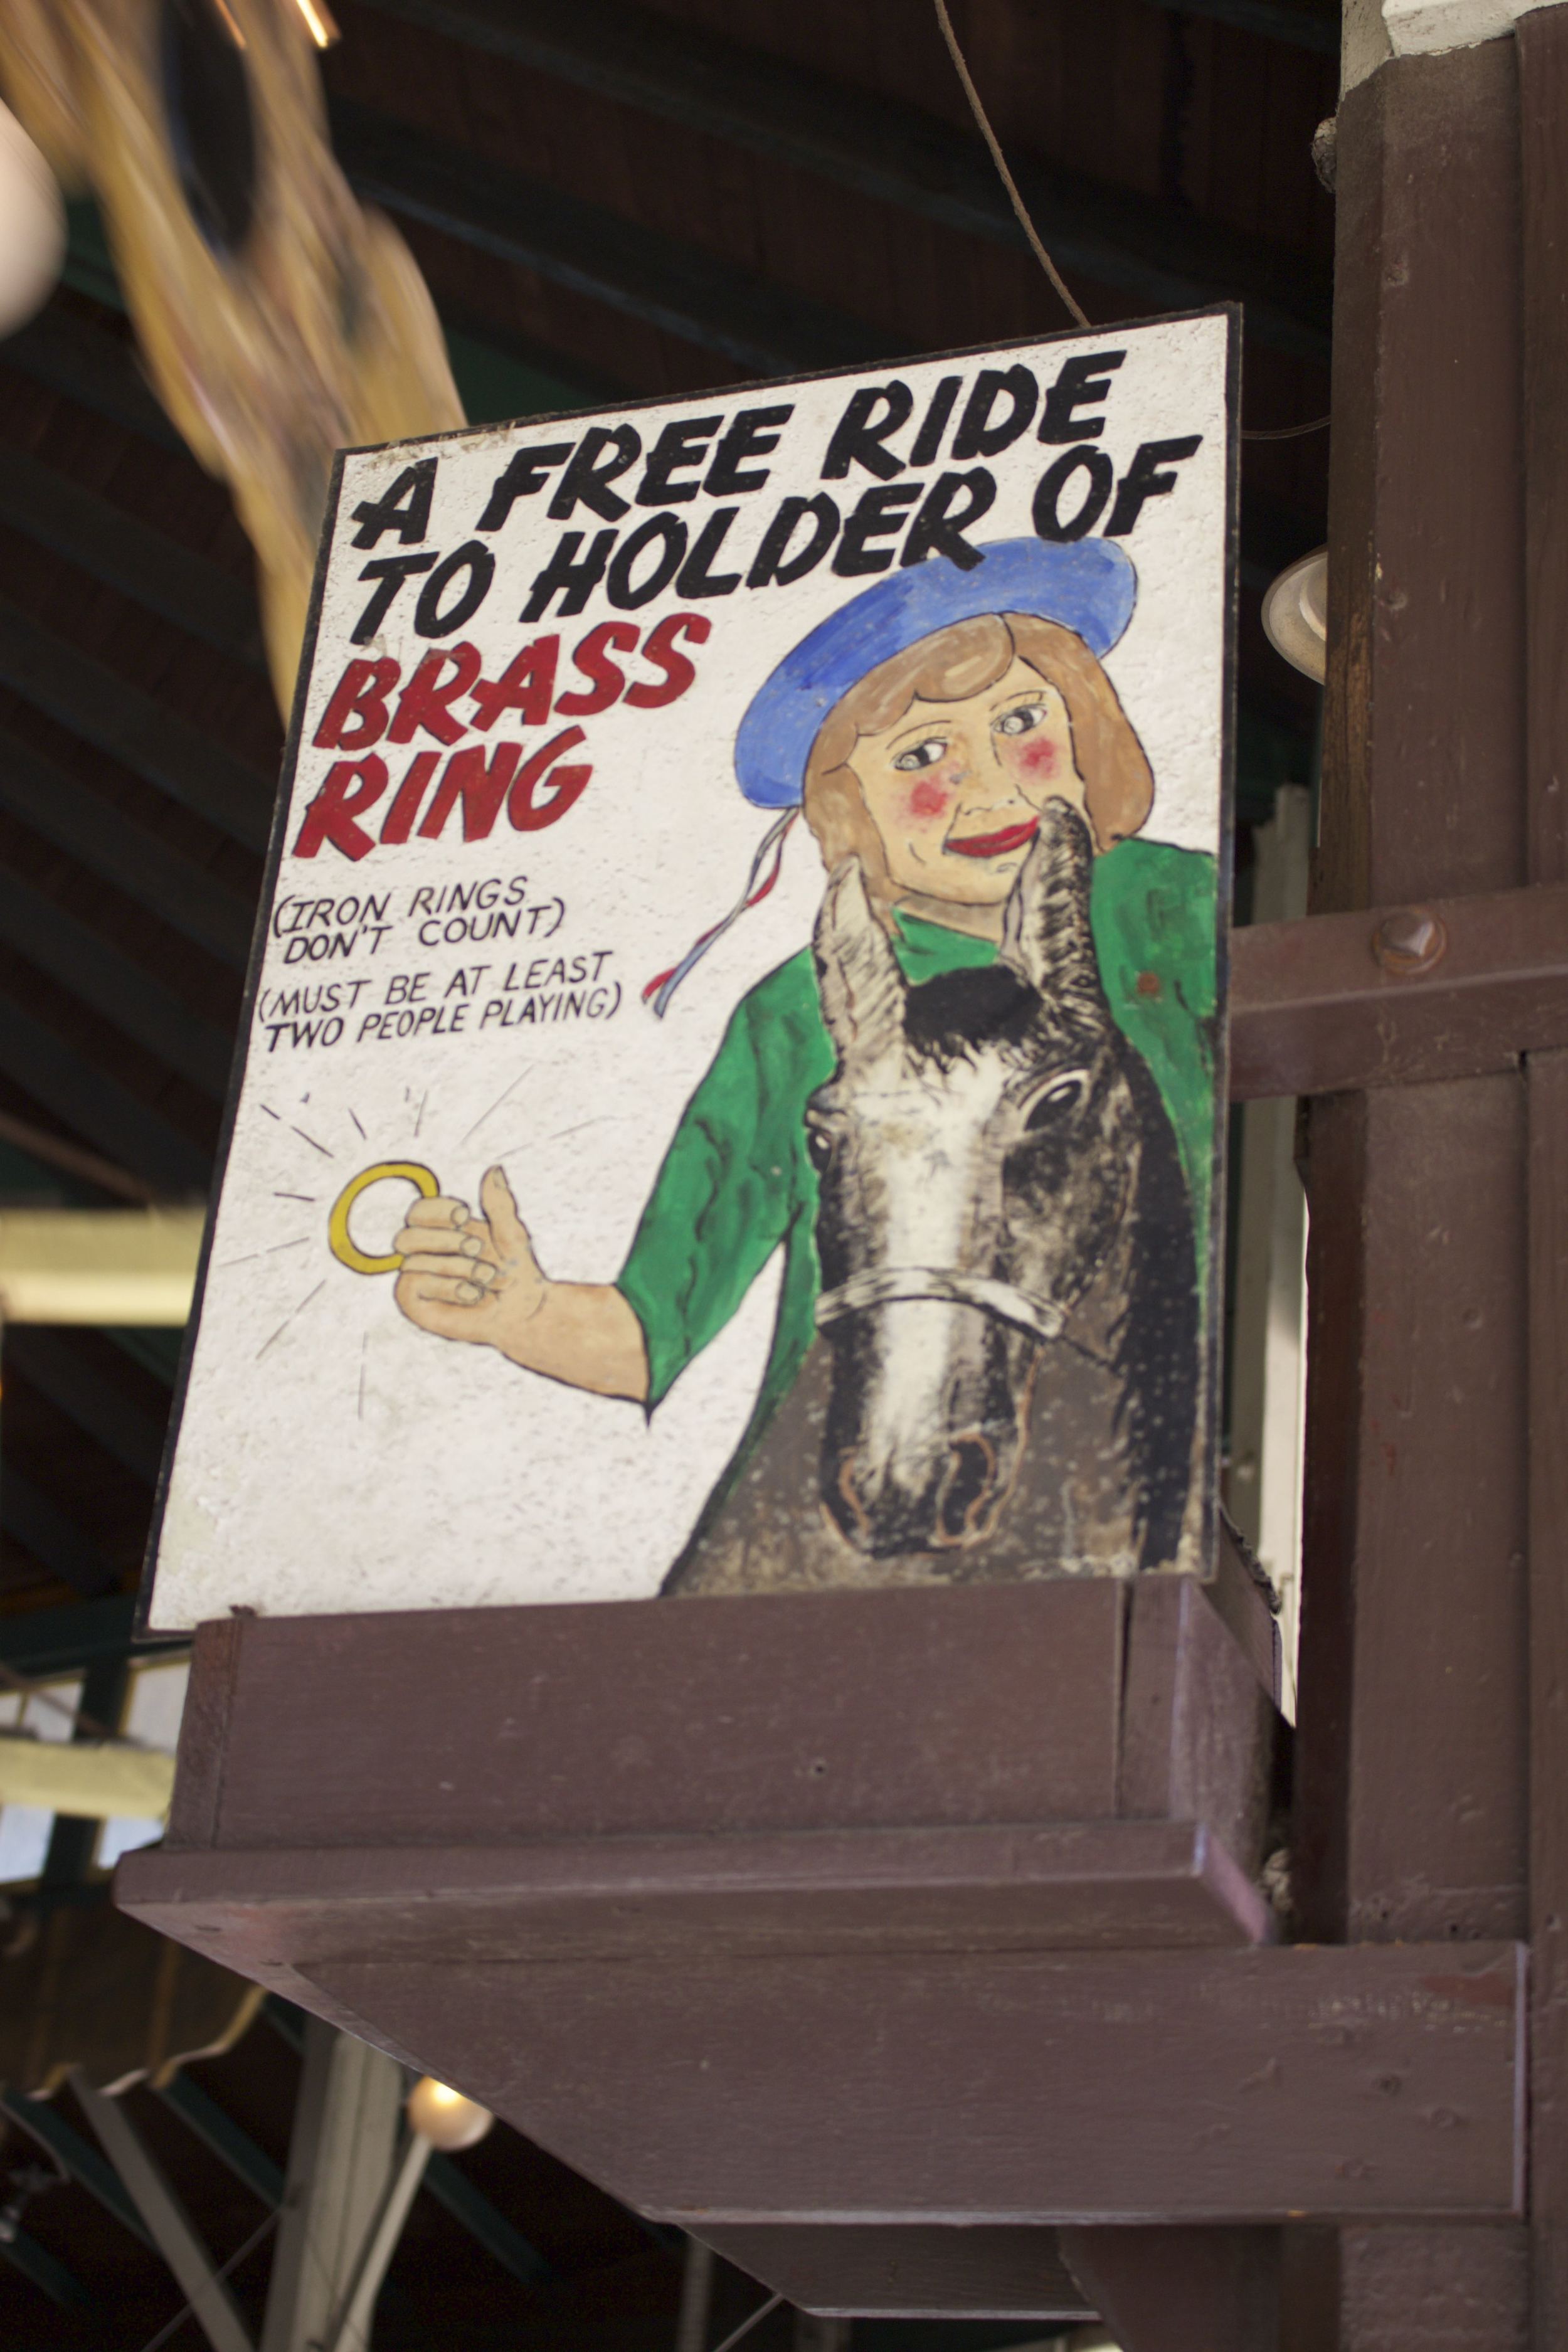 A FREE RIDE
TO HOLDER OF
BRASS
RING
(IRON RINGS
DON'T COUNT)
(MUST BE AT LEAST
TWO PEOPLE PLAYING)